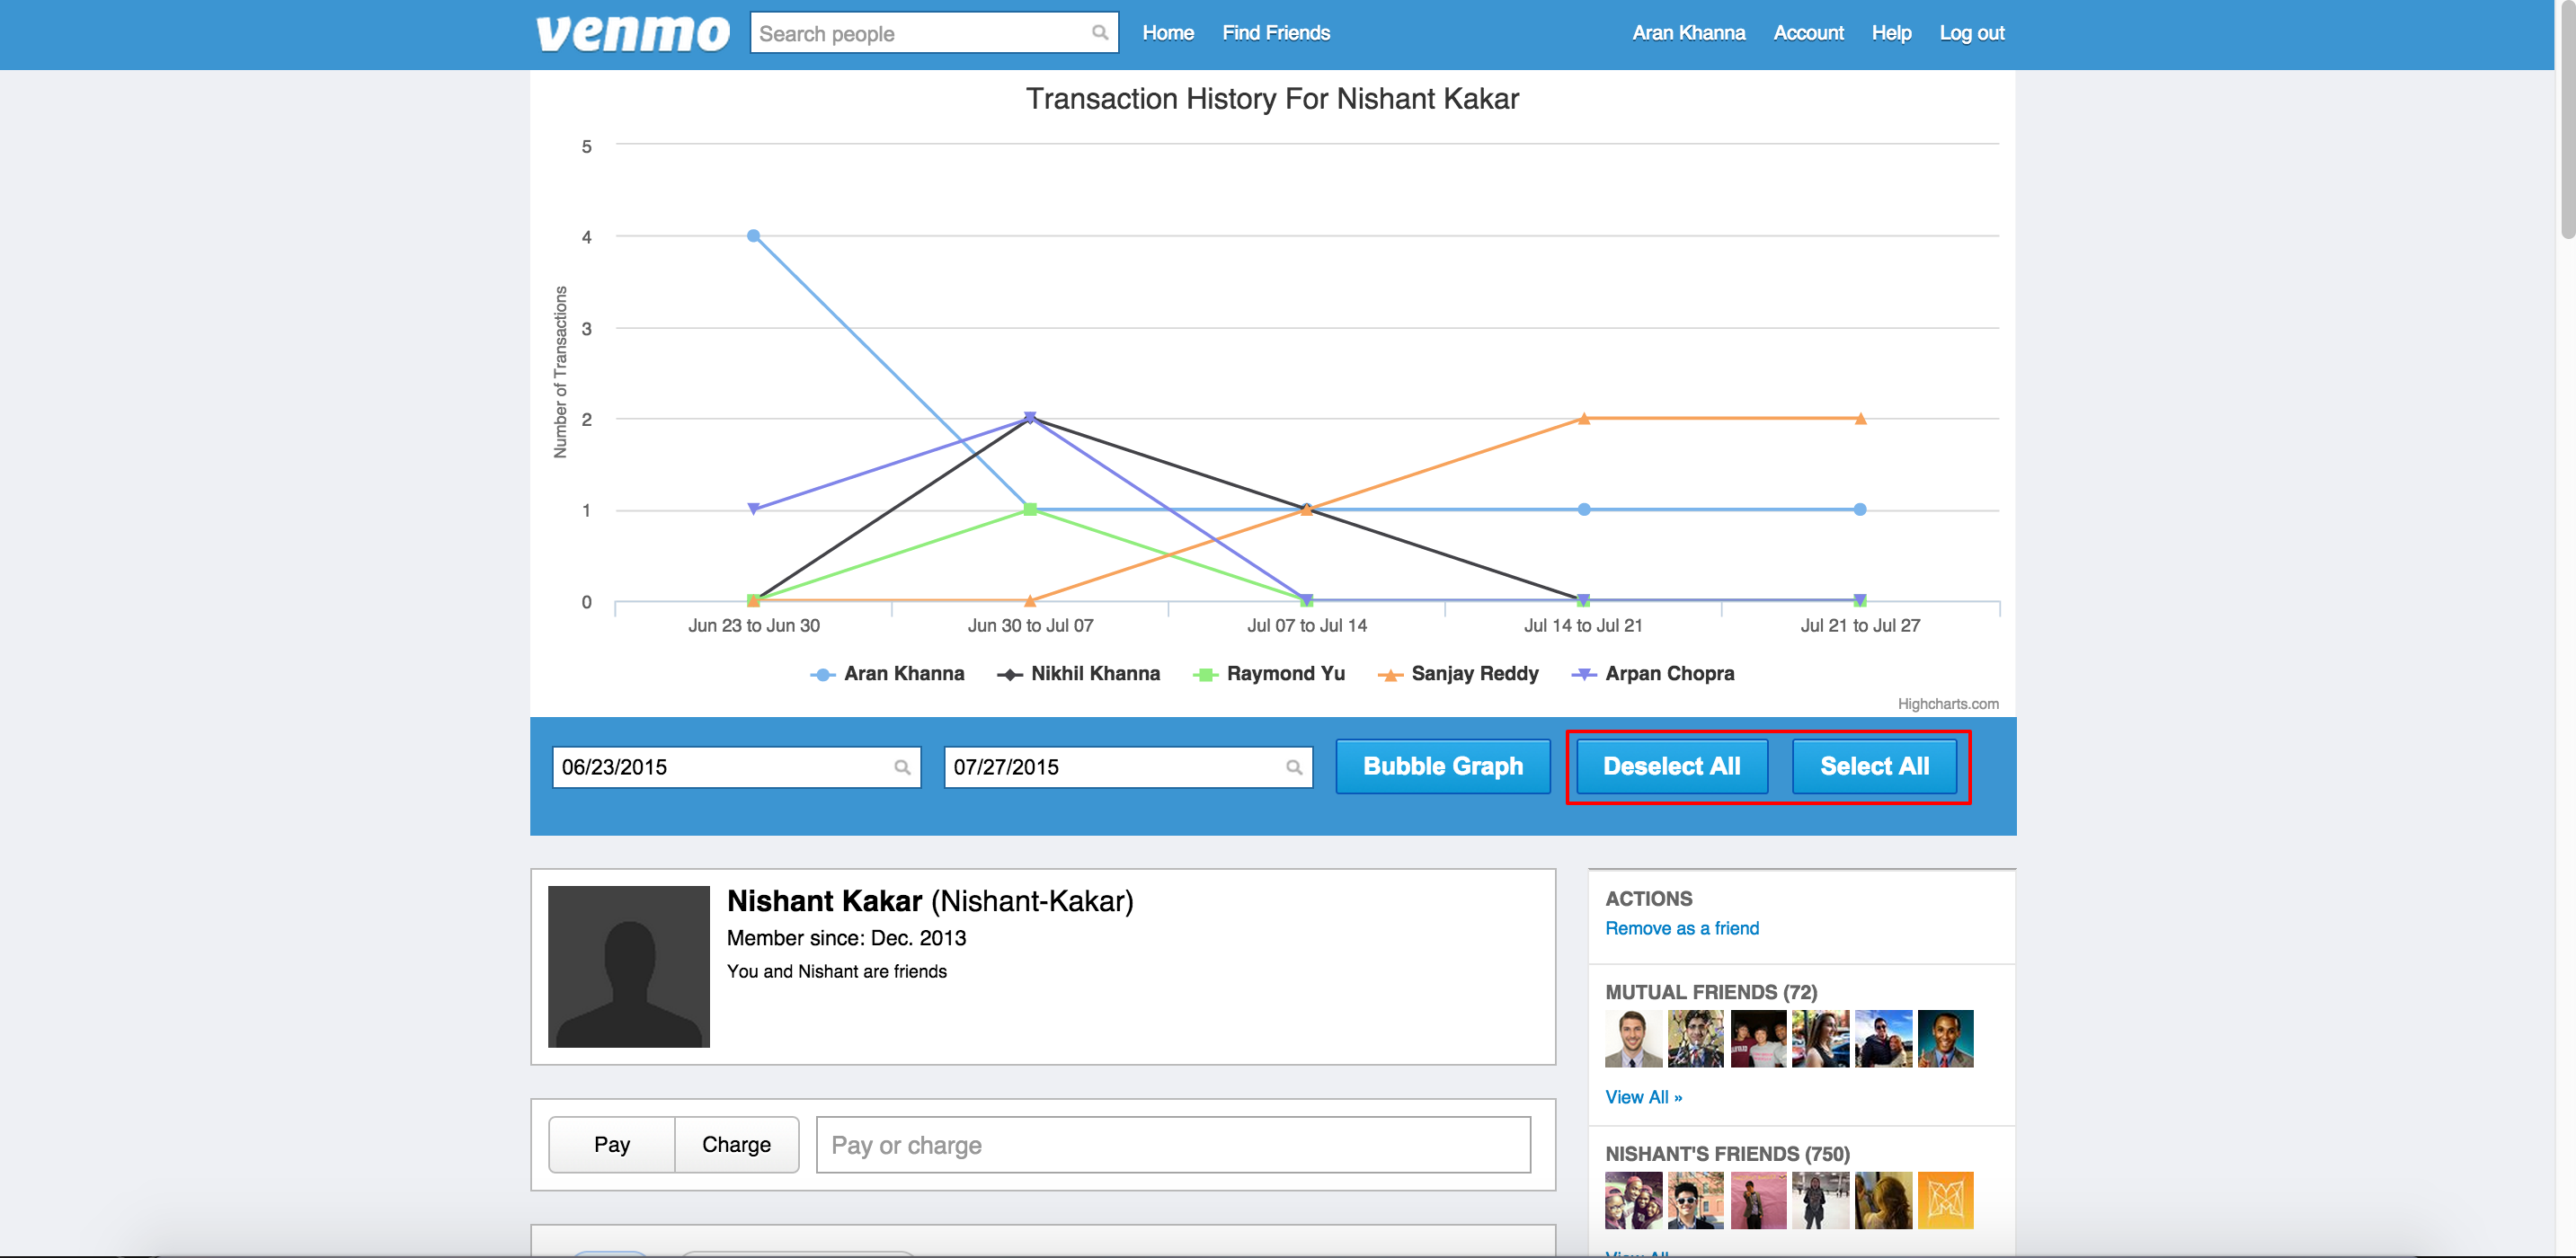 venmo
Search people
Home
Find Friends
Aran Khanna
Account
Help
Log out
Transaction History For Nishant Kakar
Number of Transactions
5
4
3
2
1
0
Jun 23 to Jun 30
Jun 30 to Jul 07
Jul 07 to Jul 14
Jul 14 to Jul 21
Jul 21 to Jul 27
Aran Khanna
Nikhil Khanna
Raymond Yu
Sanjay Reddy
Arpan Chopra
Highcharts.com
06/23/2015
07/27/2015
Bubble Graph
Deselect All
Select All
Nishant Kakar (Nishant-Kakar)
Member since: Dec. 2013
You and Nishant are friends
Pay
Charge
Pay or charge
ACTIONS
Remove as a friend
MUTUAL FRIENDS (72)
View All »
NISHANT'S FRIENDS (750)
View All